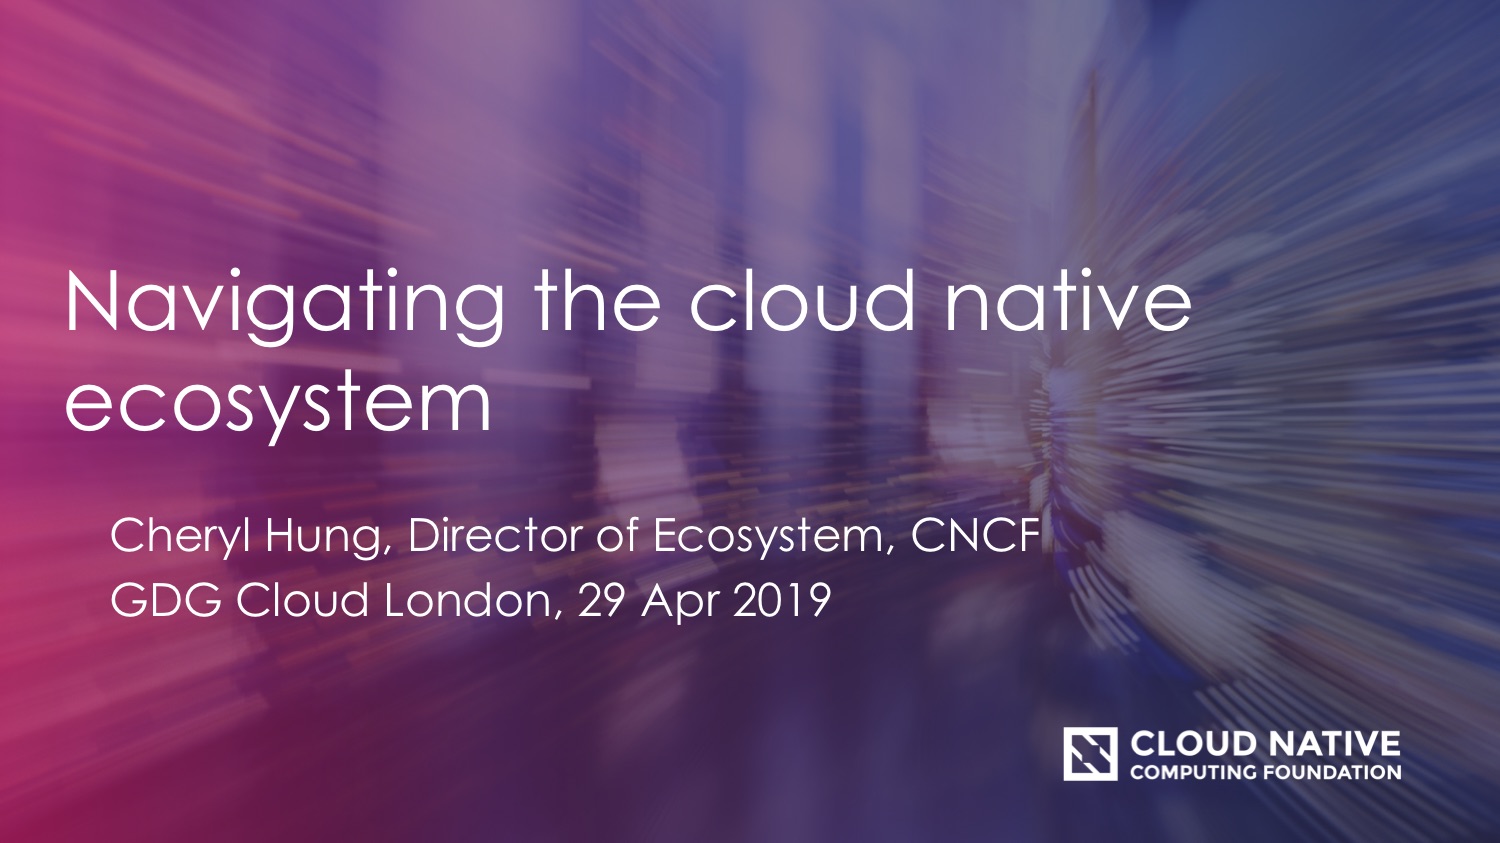 Navigating the cloud native
ecosystem
Cheryl Hung, Director of Ecosystem, CNCF
GDG Cloud London, 29 Apr 2019
CLOUD NATIVE
COMPUTING FOUNDATION